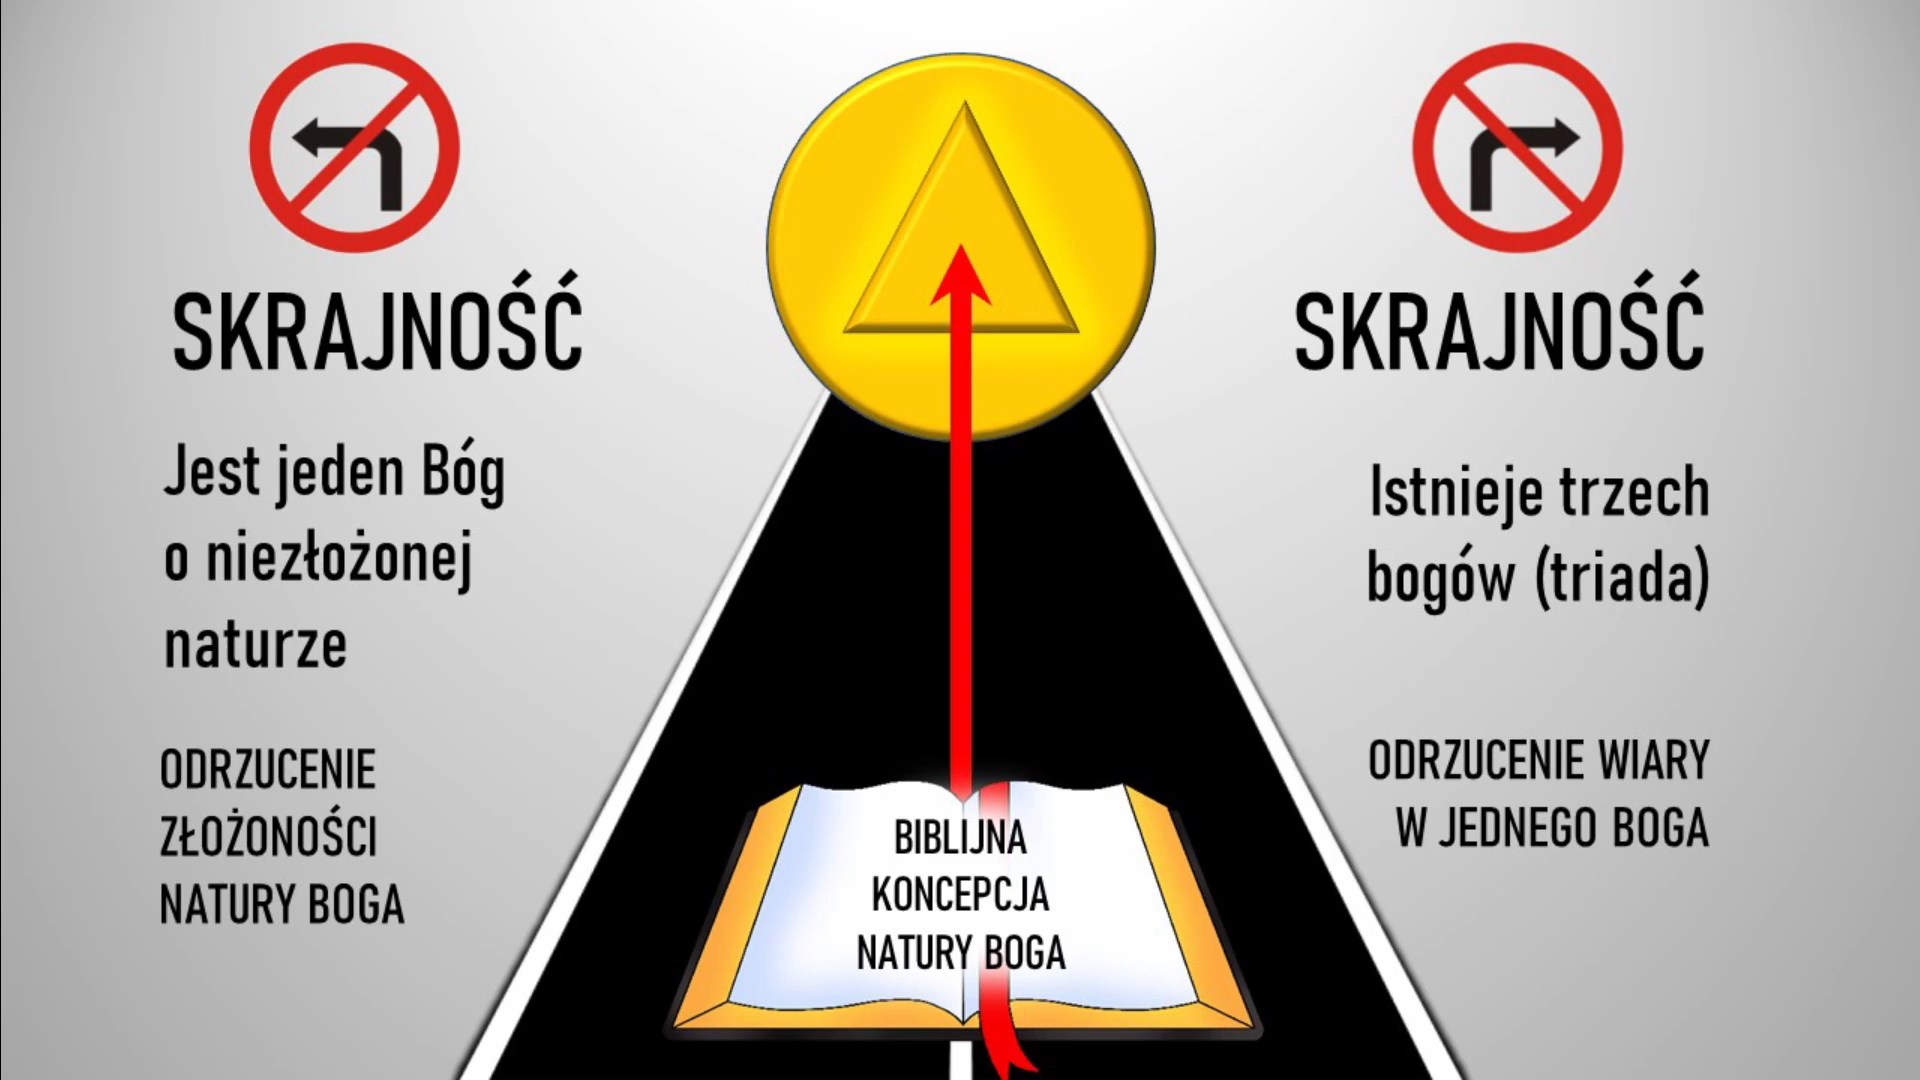 SKRAJNOŚĆ
Jest jeden Bóg
o niezłożonej
naturze
ODRZUCENIE
ZŁOŻONOŚCI
NATURY BOGA
BIBLIJNA
KONCEPCJA
NATURY BOGA
SKRAJNOŚĆ
Istnieje trzech
bogów (triada)
ODRZUCENIE WIARY
W JEDNEGO BOGA